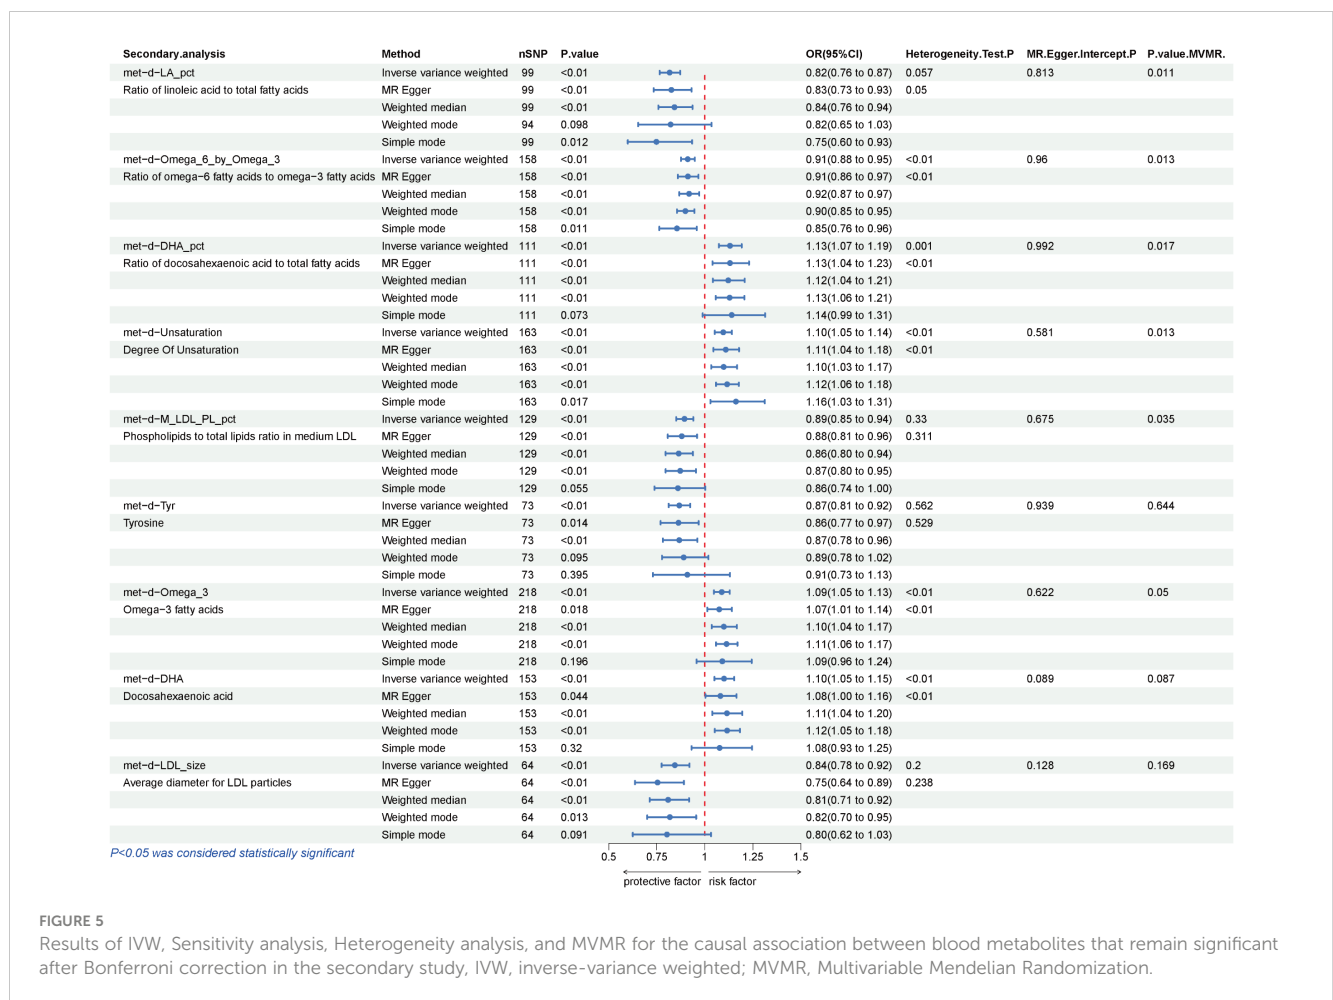 Secondary.analysis Method nSNP P.value OR(95%CI) Heterogeneity.Test.P MR.Egger.Intercept.P P.value.MVMR.
met−d−LA_pct Inverse variance weighted 99 <0.01 0.82(0.76 to 0.87) 0.057 0.813 0.011
Ratio of linoleic acid to total fatty acids MR Egger 99 <0.01 0.83(0.73 to 0.93) 0.05
Weighted median 99 <0.01 0.84(0.76 to 0.94)
Weighted mode 94 0.098 0.82(0.65 to 1.03)
Simple mode 99 0.012 0.75(0.60 to 0.93)
met−d−Omega_6_by_Omega_3 Inverse variance weighted 158 <0.01 0.91(0.88 to 0.95) <0.01 0.96 0.013
Ratio of omega−6 fatty acids to omega−3 fatty acids MR Egger 158 <0.01 0.91(0.86 to 0.97) <0.01
Weighted median 158 <0.01 0.92(0.87 to 0.97)
Weighted mode 158 <0.01 0.90(0.85 to 0.95)
Simple mode 158 0.011 0.85(0.76 to 0.96)
met−d−DHA_pct Inverse variance weighted 111 <0.01 1.13(1.07 to 1.19) 0.001 0.992 0.017
Ratio of docosahexaenoic acid to total fatty acids MR Egger 111 <0.01 1.13(1.04 to 1.23) <0.01
Weighted median 111 <0.01 1.12(1.04 to 1.21)
Weighted mode 111 <0.01 1.13(1.06 to 1.21)
Simple mode 111 0.073 1.14(0.99 to 1.31)
met−d−Unsaturation Inverse variance weighted 163 <0.01 1.10(1.05 to 1.14) <0.01 0.581 0.013
Degree Of Unsaturation MR Egger 163 <0.01 1.11(1.04 to 1.18) <0.01
Weighted median 163 <0.01 1.10(1.03 to 1.17)
Weighted mode 163 <0.01 1.12(1.06 to 1.18)
Simple mode 163 0.017 1.16(1.03 to 1.31)
met−d−M_LDL_PL_pct Inverse variance weighted 129 <0.01 0.89(0.85 to 0.94) 0.33 0.675 0.035
Phospholipids to total lipids ratio in medium LDL MR Egger 129 <0.01 0.88(0.81 to 0.96) 0.311
Weighted median 129 <0.01 0.86(0.80 to 0.94)
Weighted mode 129 <0.01 0.87(0.80 to 0.95)
Simple mode 129 0.055 0.86(0.74 to 1.00)
met−d−Tyr Inverse variance weighted 73 <0.01 0.87(0.81 to 0.92) 0.562 0.939 0.644
Tyrosine MR Egger 73 0.014 0.86(0.77 to 0.97) 0.529
Weighted median 73 <0.01 0.87(0.78 to 0.96)
Weighted mode 73 0.095 0.89(0.78 to 1.02)
Simple mode 73 0.395 0.91(0.73 to 1.13)
met−d−Omega_3 Inverse variance weighted 218 <0.01 1.09(1.05 to 1.13) <0.01 0.622 0.05
Omega−3 fatty acids MR Egger 218 0.018 1.07(1.01 to 1.14) <0.01
Weighted median 218 <0.01 1.10(1.04 to 1.17)
Weighted mode 218 <0.01 1.11(1.06 to 1.17)
Simple mode 218 0.196 1.09(0.96 to 1.24)
met−d−DHA Inverse variance weighted 153 <0.01 1.10(1.05 to 1.15) <0.01 0.089 0.087
Docosahexaenoic acid MR Egger 153 0.044 1.08(1.00 to 1.16) <0.01
Weighted median 153 <0.01 1.11(1.04 to 1.20)
Weighted mode 153 <0.01 1.12(1.05 to 1.18)
Simple mode 153 0.32 1.08(0.93 to 1.25)
met−d−LDL_size Inverse variance weighted 64 <0.01 0.84(0.78 to 0.92) 0.2 0.128 0.169
Average diameter for LDL particles MR Egger 64 <0.01 0.75(0.64 to 0.89) 0.238
Weighted median 64 <0.01 0.81(0.71 to 0.92)
Weighted mode 64 0.013 0.82(0.70 to 0.95)
Simple mode 64 0.091 0.80(0.62 to 1.03)
P<0.05 was considered statistically significant
0.5 0.75 1 1.25 1.5
protective factor risk factor
FIGURE 5
Results of IVW, Sensitivity analysis, Heterogeneity analysis, and MVMR for the causal association between blood metabolites that remain significant
after Bonferroni correction in the secondary study, IVW, inverse-variance weighted; MVMR, Multivariable Mendelian Randomization.